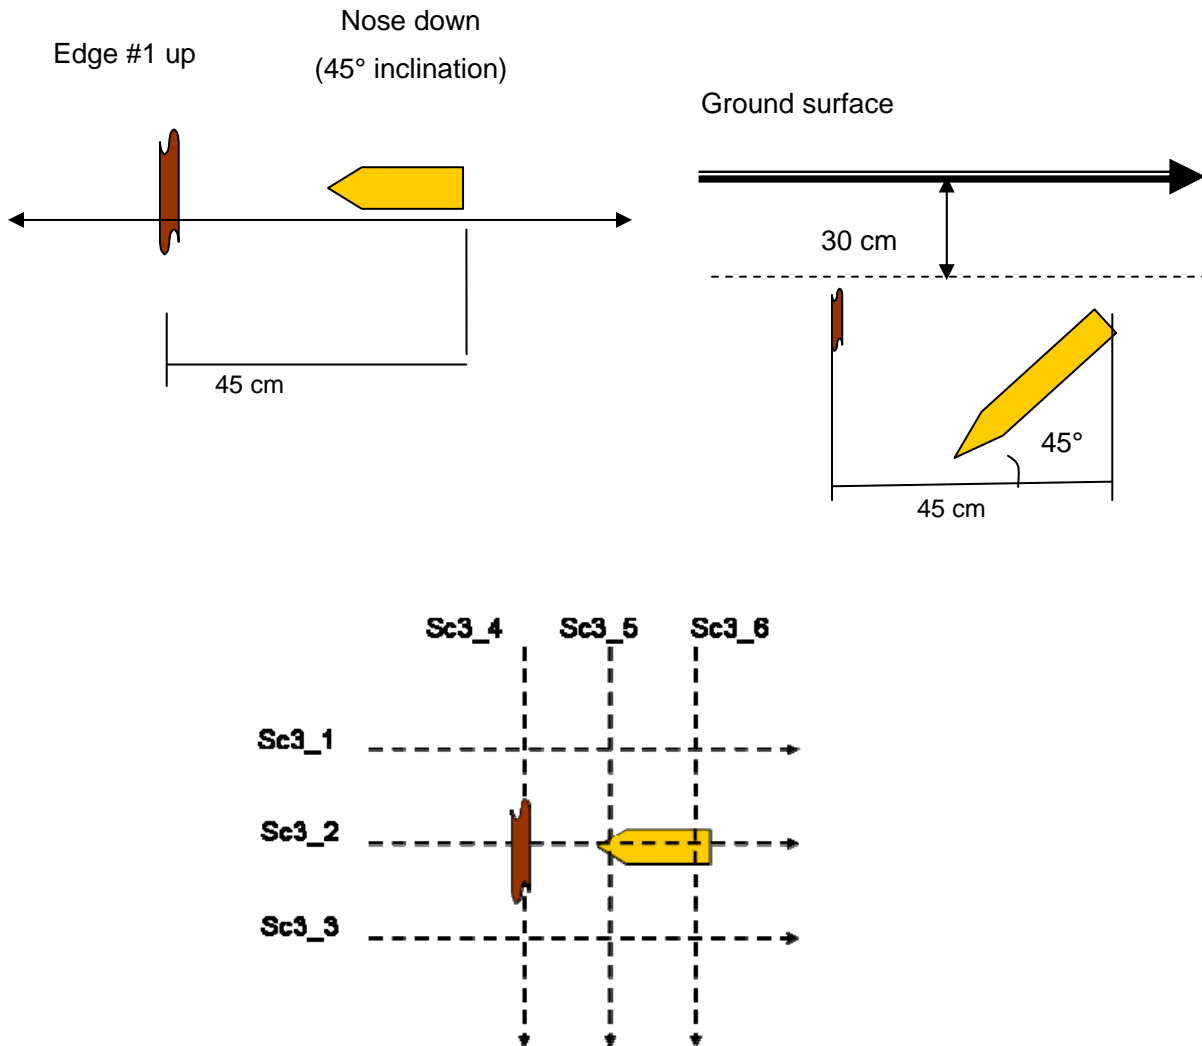 Nose down
(45° inclination)
Edge #1 up
45 cm
Ground surface
30 cm
45°
45 cm
Sc3_4 Sc3_5 Sc3_6
Sc3_1
Sc3_2
Sc3_3